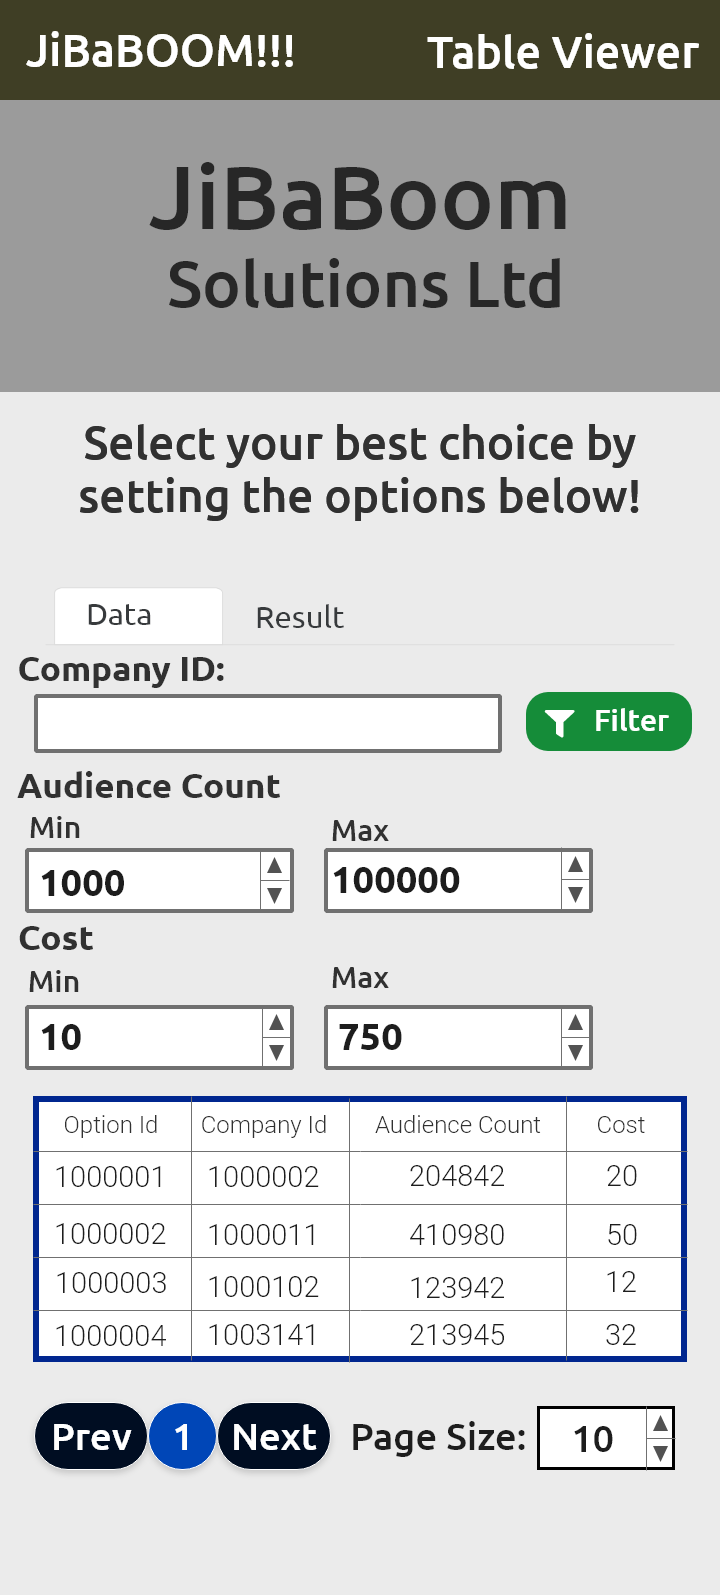 JiBaBOOM!!! Table Viewer
JiBaBoom
Solutions Ltd
Select your best choice by
setting the options below!
Data Result
Company ID:
Filter
Audience Count
Min Max
1000 100000
Cost
Min Max
10 750
Option Id Company Id Audience Count Cost
1000001 1000002 204842 20
1000002 1000011 410980 50
1000003 1000102 123942 12
1000004 1003141 213945 32
Prev 1 Next Page Size: 10